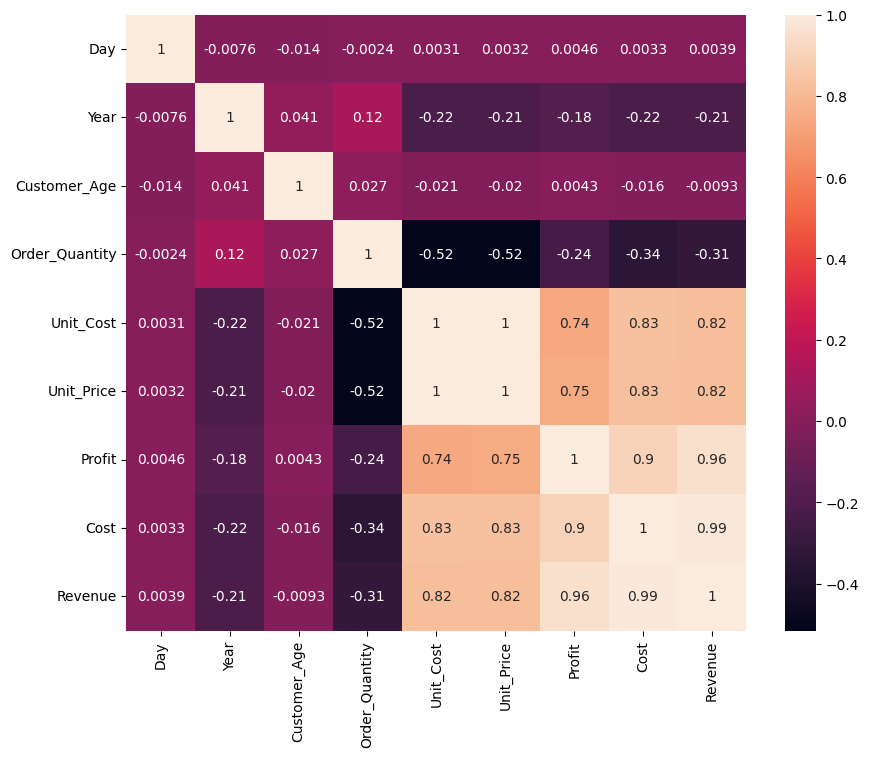 Day 1 -0.0076 -0.014 -0.0024 0.0031 0.0032 0.0046 0.0033 0.0039
Year -0.0076 1 0.041 0.12 -0.22 -0.21 -0.18 -0.22 -0.21
Customer_Age -0.014 0.041 1 0.027 -0.021 -0.02 0.0043 -0.016 -0.0093
Order_Quantity -0.0024 0.12 0.027 1 -0.52 -0.52 -0.24 -0.34 -0.31
Unit_Cost 0.0031 -0.22 -0.021 -0.52 1 1 0.74 0.83 0.82
Unit_Price 0.0032 -0.21 -0.02 -0.52 1 1 0.75 0.83 0.82
Profit 0.0046 -0.18 0.0043 -0.24 0.74 0.75 1 0.9 0.96
Cost 0.0033 -0.22 -0.016 -0.34 0.83 0.83 0.9 1 0.99
Revenue 0.0039 -0.21 -0.0093 -0.31 0.82 0.82 0.96 0.99 1
Day
Year
Customer_Age
Order_Quantity
Unit_Cost
Unit_Price
Profit
Cost
Revenue
1.0
0.8
0.6
0.4
0.2
0.0
−0.2
−0.4